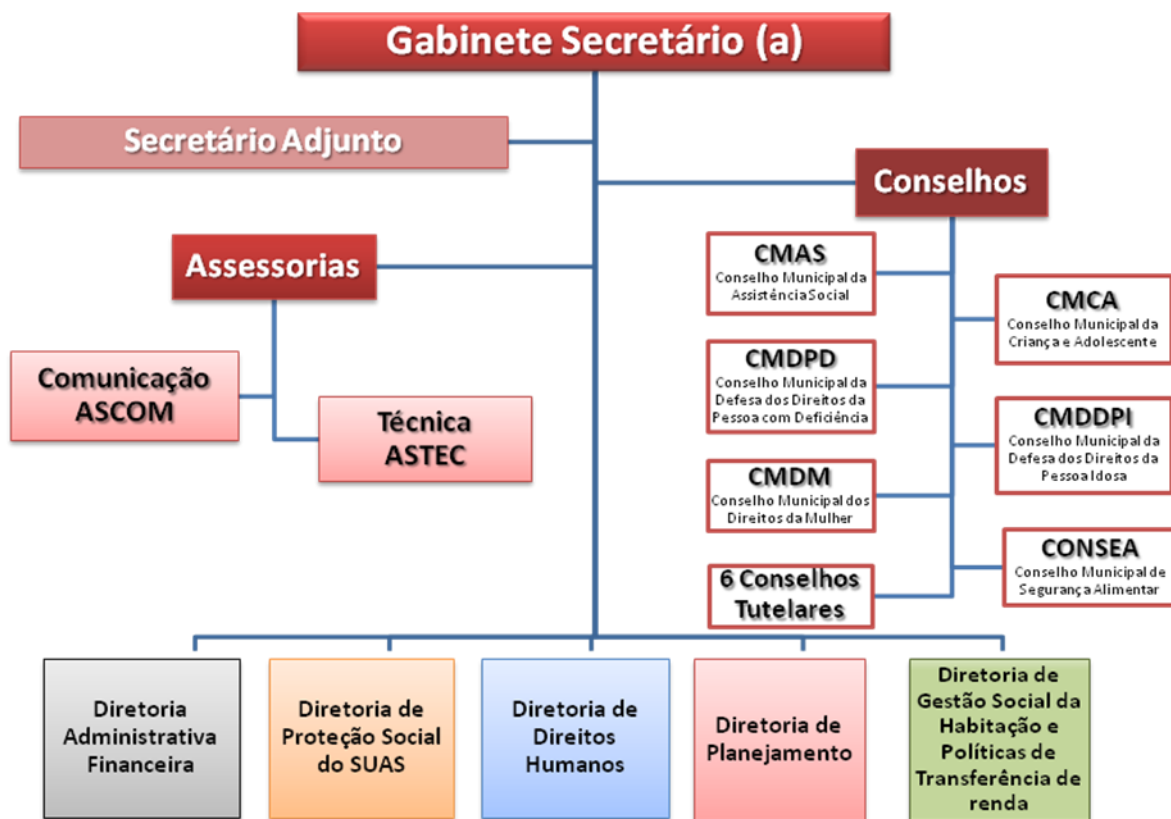 Gabinete Secretário (a)
Secretário Adjunto
Conselhos
Assessorias
CMAS
Conselho Municipal da
Assistência Social
CMCA
Conselho Municipal da
Criança e Adolescente
CMDPD
Conselho Municipal da
Defesa dos Direitos da
Pessoa com Deficiência
Comunicação
ASCOM
Técnica
ASTEC
CMDDPI
Conselho Municipal da
Defesa dos Direitos da
Pessoa Idosa
CMDM
Conselho Municipal dos
Direitos da Mulher
CONSEA
Conselho Municipal de
Segurança Alimentar
6 Conselhos
Tutelares
Diretoria
Administrativa
Financeira
Diretoria de
Proteção Social
do SUAS
Diretoria de
Direitos
Humanos
Diretoria de
Planejamento
Diretoria de
Gestão Social da
Habitação e
Políticas de
Transferência de
renda